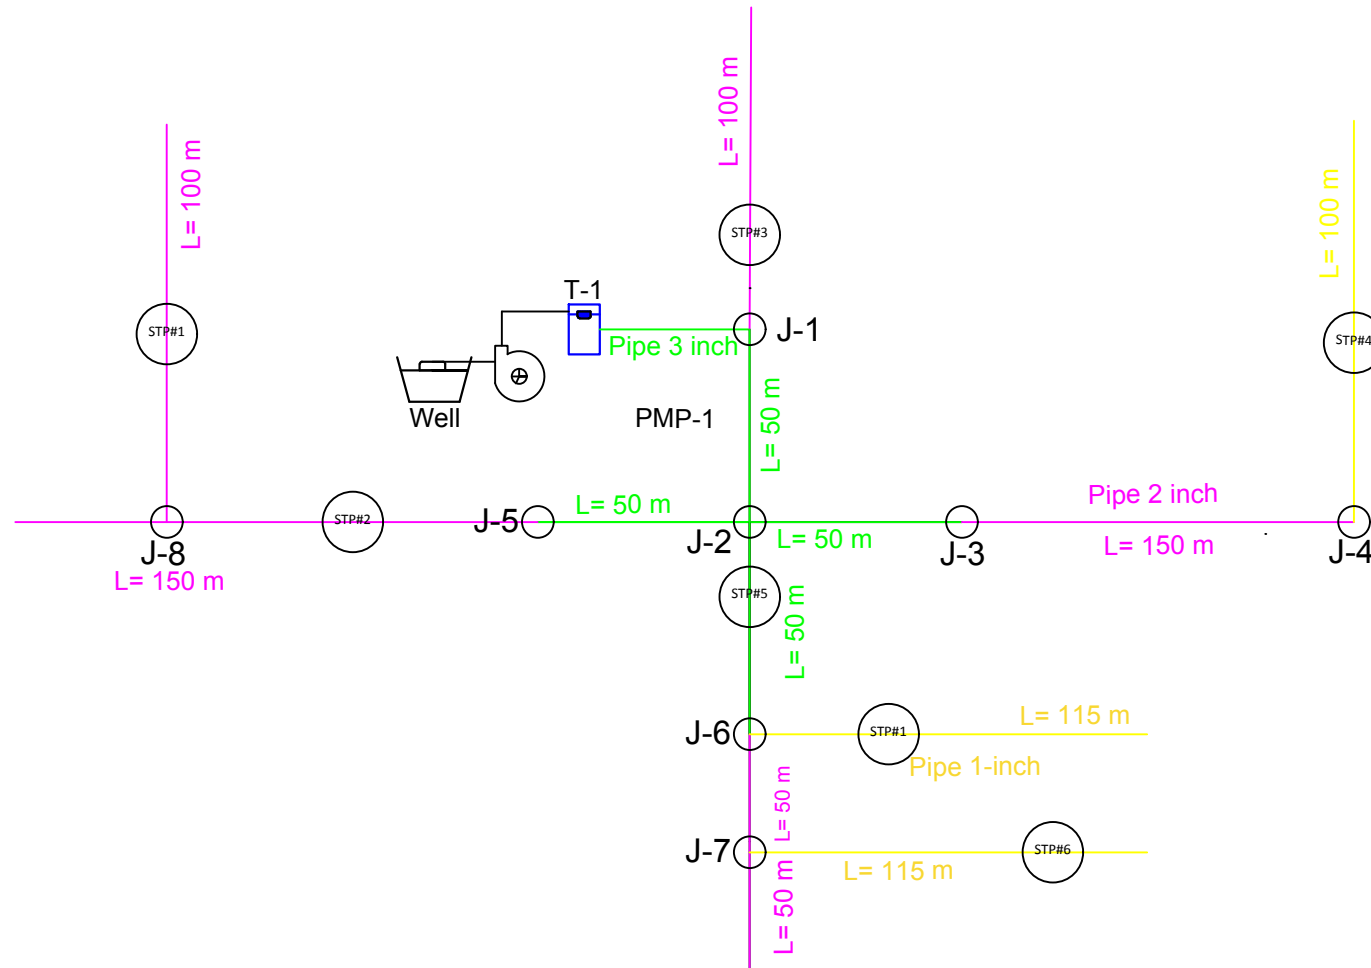 L= 100 m
L= 100 m
L= 100 m
STP#3
T-1
STP#1
J-1
STP#4
Pipe 3 inch
Well
PMP-1
L= 50 m
Pipe 2 inch
L= 50 m
STP#2
J-5
J-2
L= 50 m
J-3
L= 150 m
J-4
J-8
L= 150 m
STP#5
L= 50 m
L= 115 m
J-6
STP#1
Pipe 1-inch
L= 50 m
J-7
STP#6
L= 115 m
L= 50 m